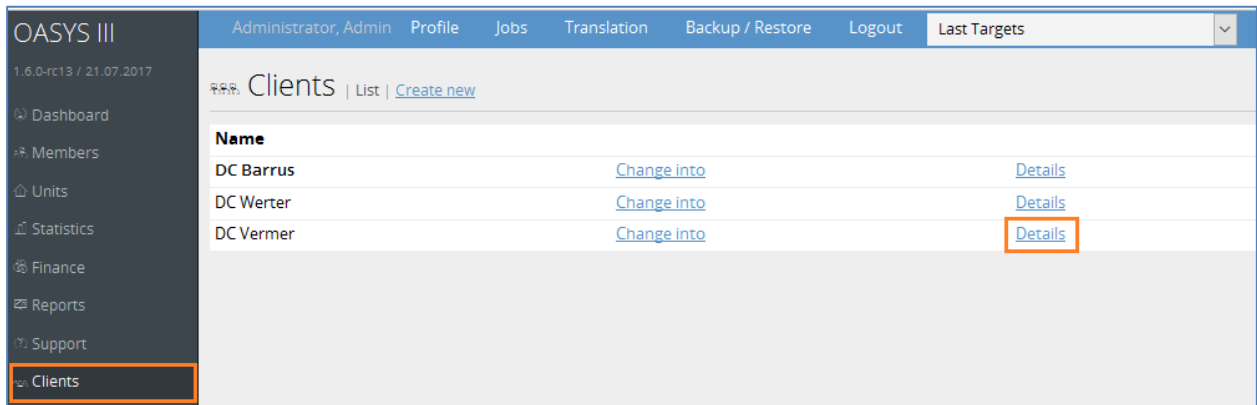 OASYS III
1.6.0-rc13 / 21.07.2017
Dashboard
Members
Units
Statistics
Finance
Reports
Support
Clients
Administrator, Admin Profile Jobs Translation Backup / Restore Logout Last Targets
Clients | List | Create new
Name
DC Barrus Change into Details
DC Werter Change into Details
DC Vermer Change into Details